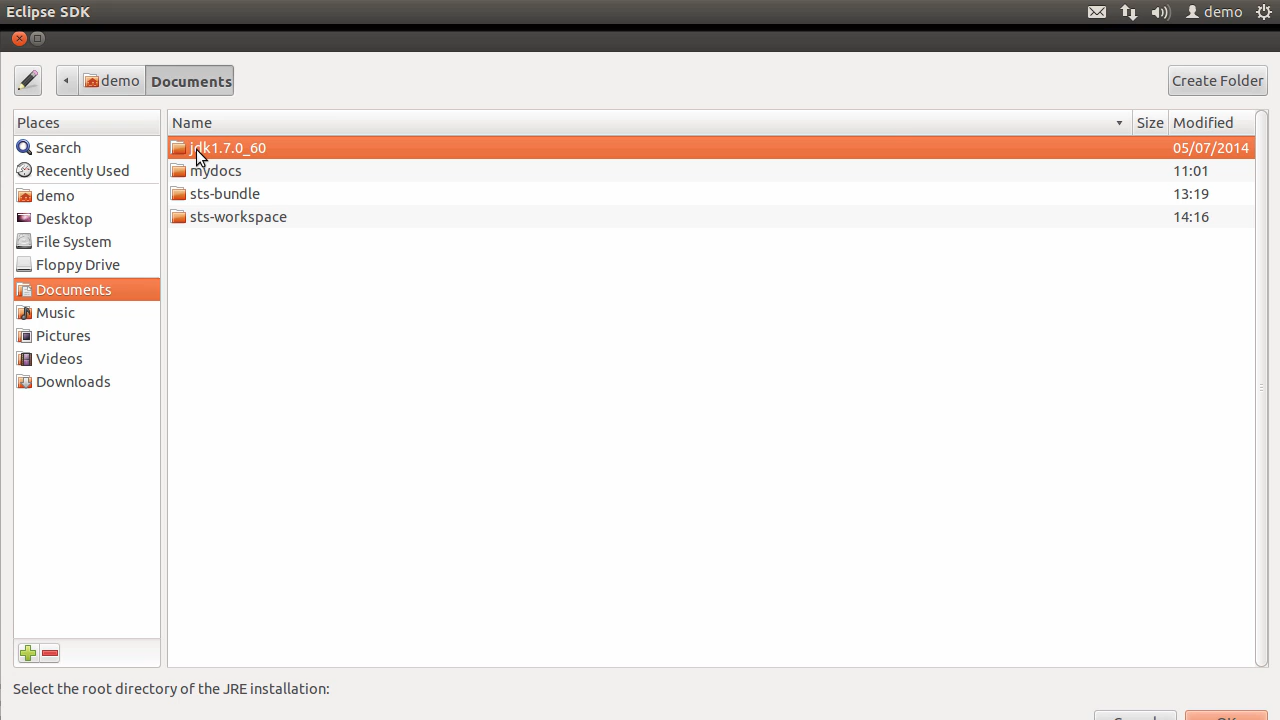 Eclipse SDK demo
demo Documents Create Folder
Places
Search
Recently Used
demo
Desktop
File System
Floppy Drive
Documents
Music
Pictures
Videos
Downloads
Name Size Modified
jdk1.7.0_60 05/07/2014
mydocs 11:01
sts-bundle 13:19
sts-workspace 14:16
Select the root directory of the JRE installation: